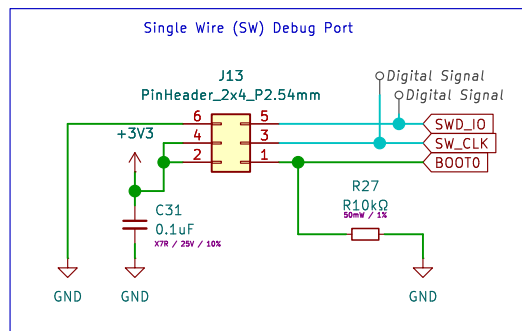 Single Wire (SW) Debug Port
J13
PinHeader_2x4_P2.54mm
Digital Signal
Digital Signal
6
5
SWD_IO
+3V3
4
3
SW_CLK
2
1
BOOT0
R27
R10kΩ
50mW / 1%
C31
0.1uF
X7R / 25V / 10%
GND
GND
GND